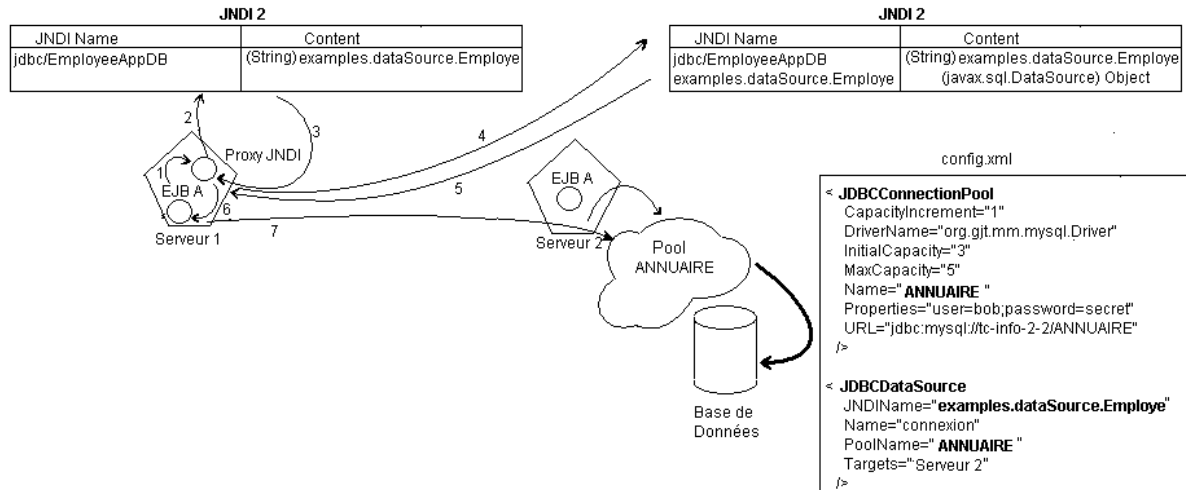 JNDI 2
JNDI Name Content
jdbc/EmployeeAppDB (String) examples.dataSource.Employe
JNDI 2
JNDI Name Content
jdbc/EmployeeAppDB (String) examples.dataSource.Employe
examples.dataSource.Employe (javax.sql.DataSource) Object
2
3
4
5
Proxy JNDI
1
EJB A
6
7
Serveur 1
EJB A
Serveur 2
Pool
ANNUAIRE
Base de
Données
config.xml
< JDBCConnectionPool
CapacityIncrement="1"
DriverName="org.gjt.mm.mysql.Driver"
InitialCapacity="3"
MaxCapacity="5"
Name=" ANNUAIRE "
Properties="user=bob;password=secret"
URL="jdbc:mysql://tc-info-2-2/ANNUAIRE"
/>
< JDBCDataSource
JNDIName="examples.dataSource.Employe"
Name="connexion"
PoolName=" ANNUAIRE "
Targets="Serveur 2"
/>